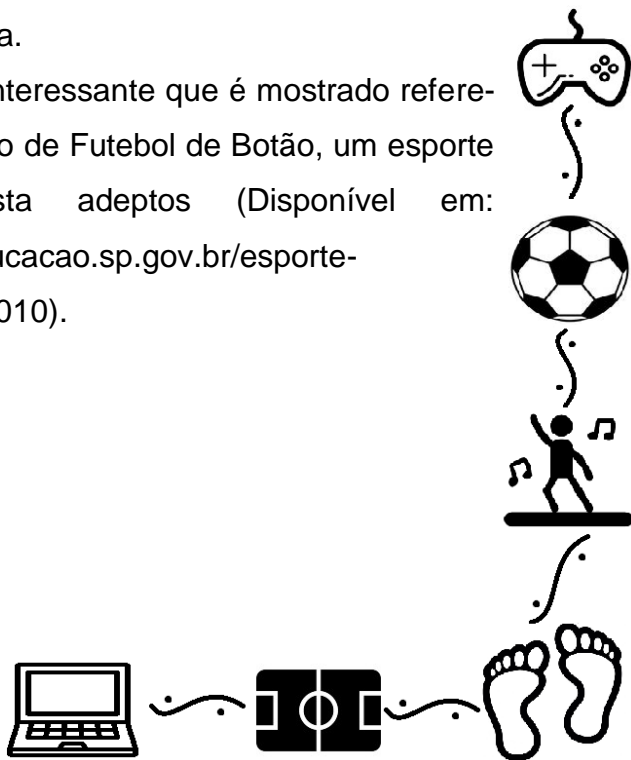 a.
nteressante que é mostrado refere-
o de Futebol de Botão, um esporte
sta adeptos (Disponível em:
ucacao.sp.gov.br/esporte-
010).